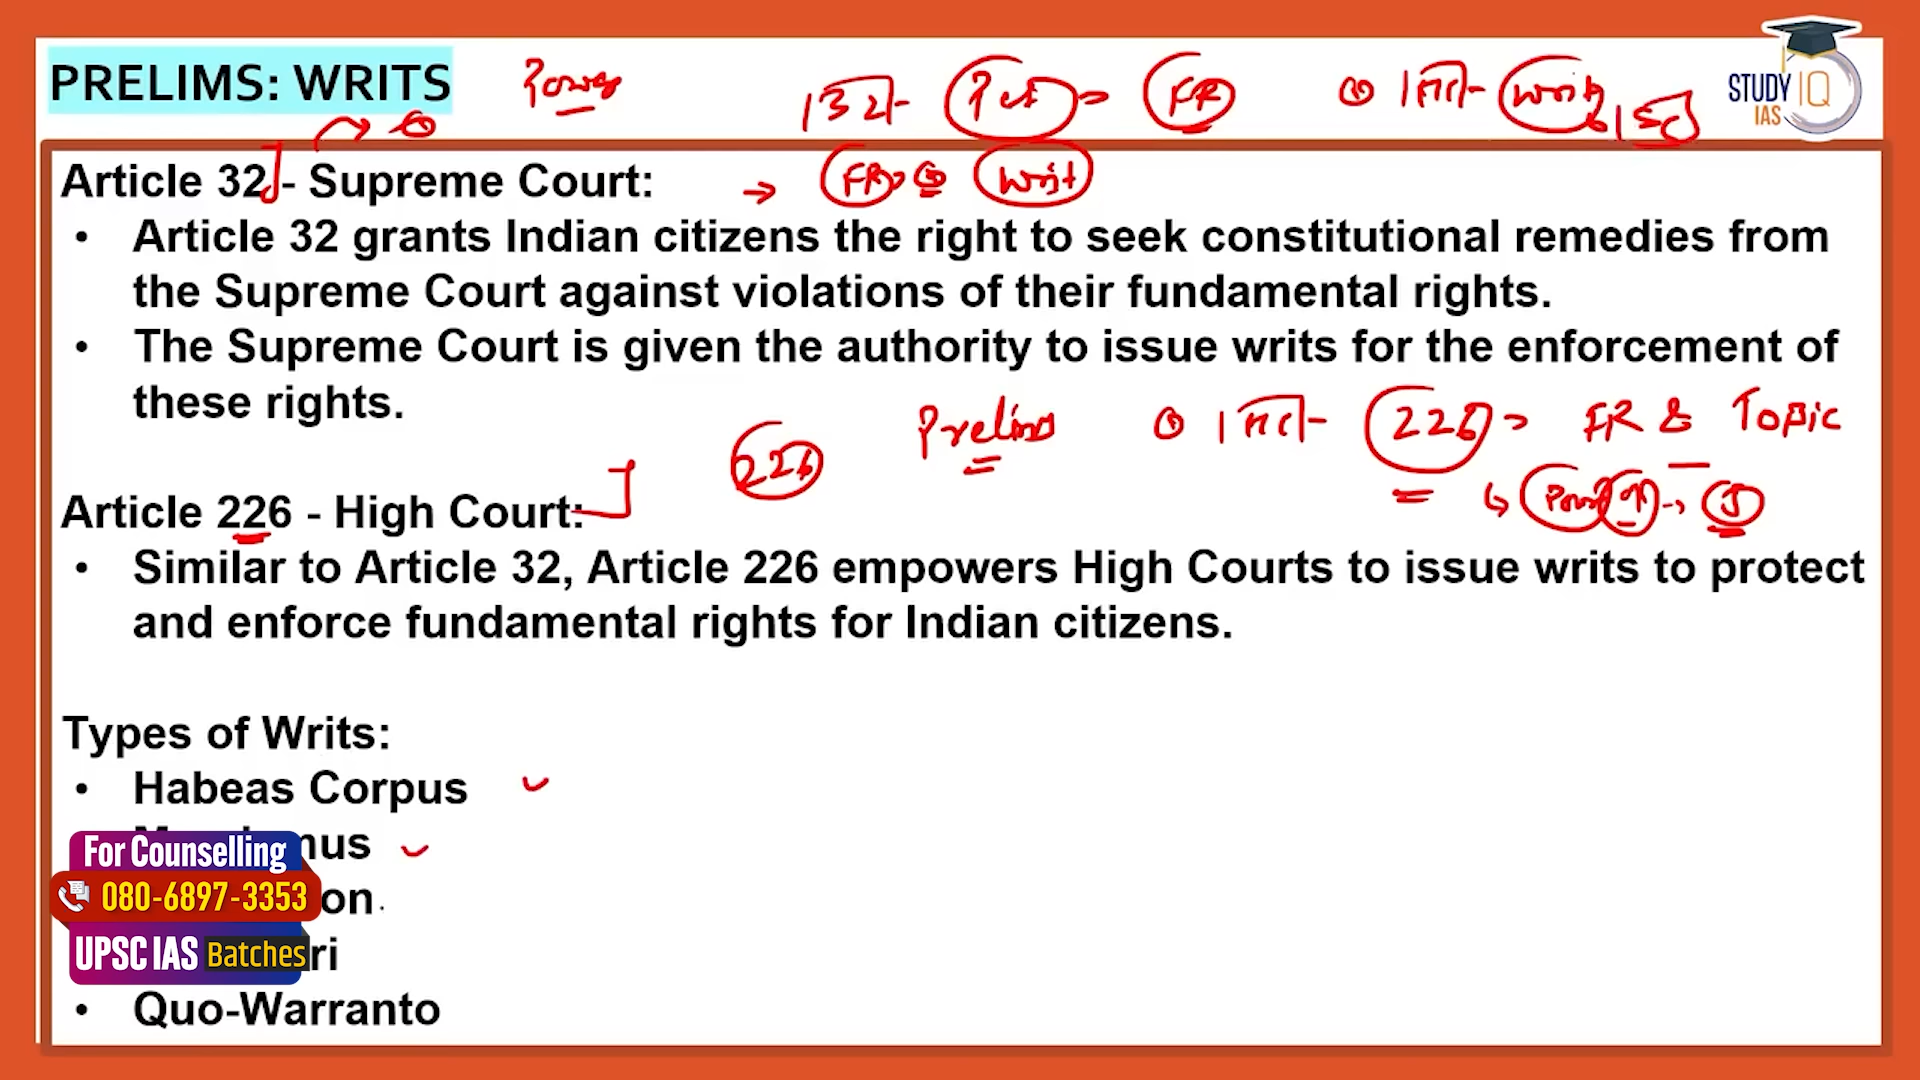 PRELIMS: WRITS
Power
Writ
STUDY IQ
IAS
Article 32 - Supreme Court:
FR
Writ
• Article 32 grants Indian citizens the right to seek constitutional remedies from
the Supreme Court against violations of their fundamental rights.
• The Supreme Court is given the authority to issue writs for the enforcement of
these rights.
Prelims
226
FR & Topic
226
Article 226 - High Court:
• Similar to Article 32, Article 226 empowers High Courts to issue writs to protect
and enforce fundamental rights for Indian citizens.
Types of Writs:
• Habeas Corpus
For Counselling
080-6897-3353
UPSC IAS Batches
• Quo-Warranto